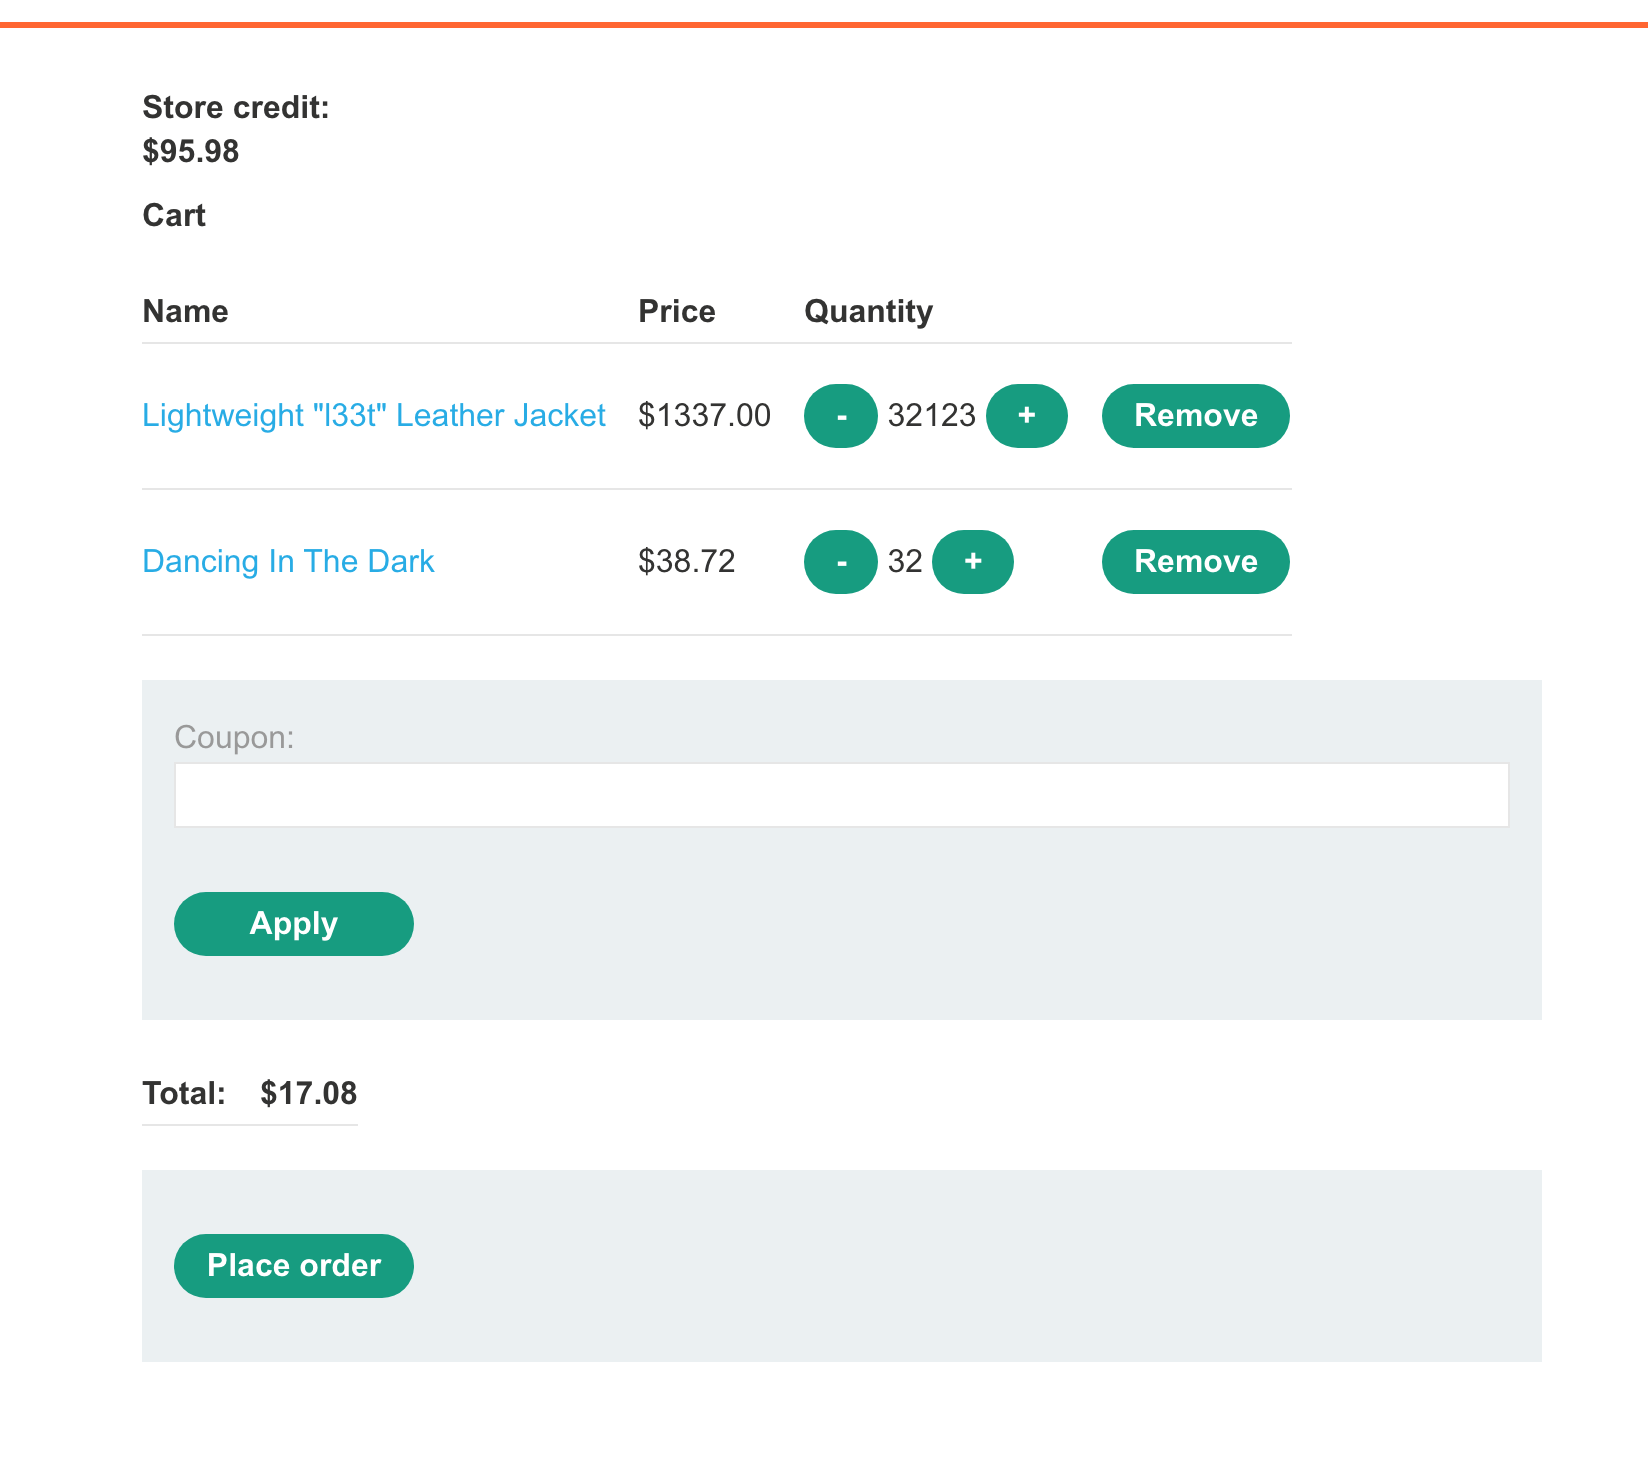 Store credit:
$95.98
Cart
Name Price Quantity
Lightweight "l33t" Leather Jacket $1337.00 - 32123 + Remove
Dancing In The Dark $38.72 - 32 + Remove
Coupon:
Apply
Total: $17.08
Place order